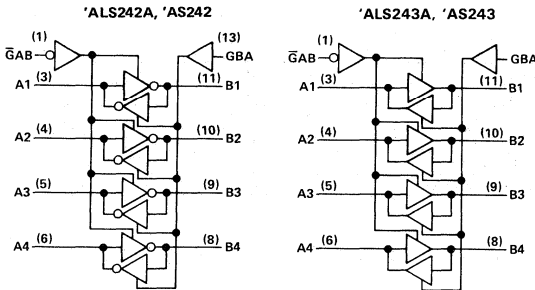 'ALS242A, 'AS242
(1) (13)
G̅AB GBA
(3) (11)
A1 B1
(4) (10)
A2 B2
(5) (9)
A3 B3
(6) (8)
A4 B4
'ALS243A, 'AS243
(1)
G̅AB GBA
(3) (11)
A1 B1
(4) (10)
A2 B2
(5) (9)
A3 B3
(6) (8)
A4 B4